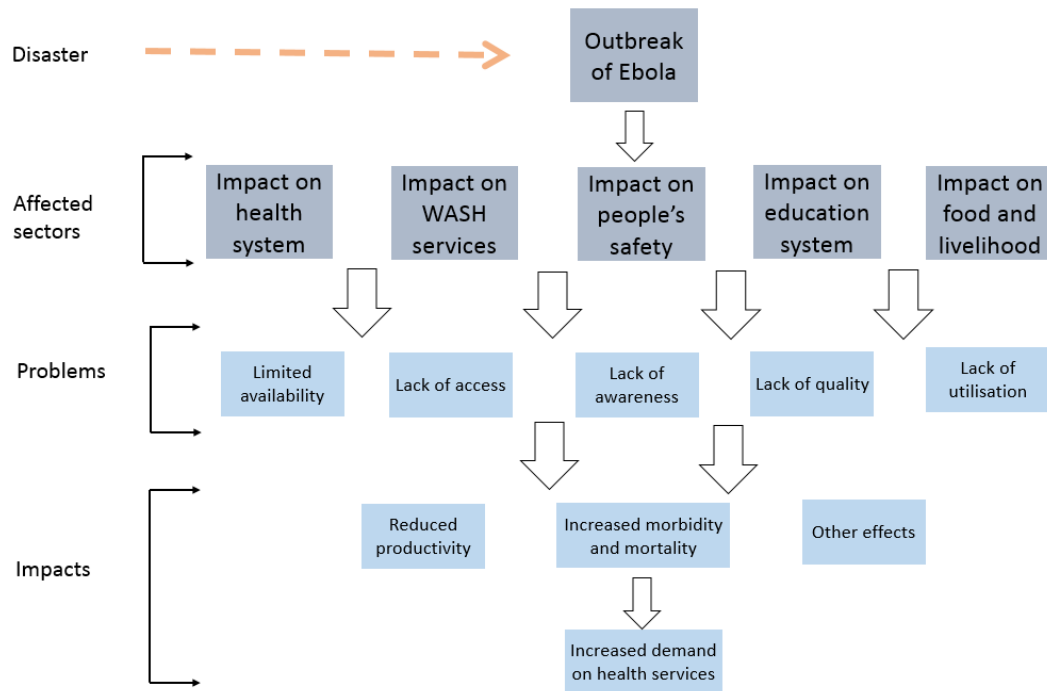 Disaster
Outbreak
of Ebola
Affected
sectors
Impact on
health
system
Impact on
WASH
services
Impact on
people's
safety
Impact on
education
system
Impact on
food and
livelihood
Problems
Limited
availability
Lack of access
Lack of
awareness
Lack of quality
Lack of
utilisation
Impacts
Reduced
productivity
Increased morbidity
and mortality
Other effects
Increased demand
on health services